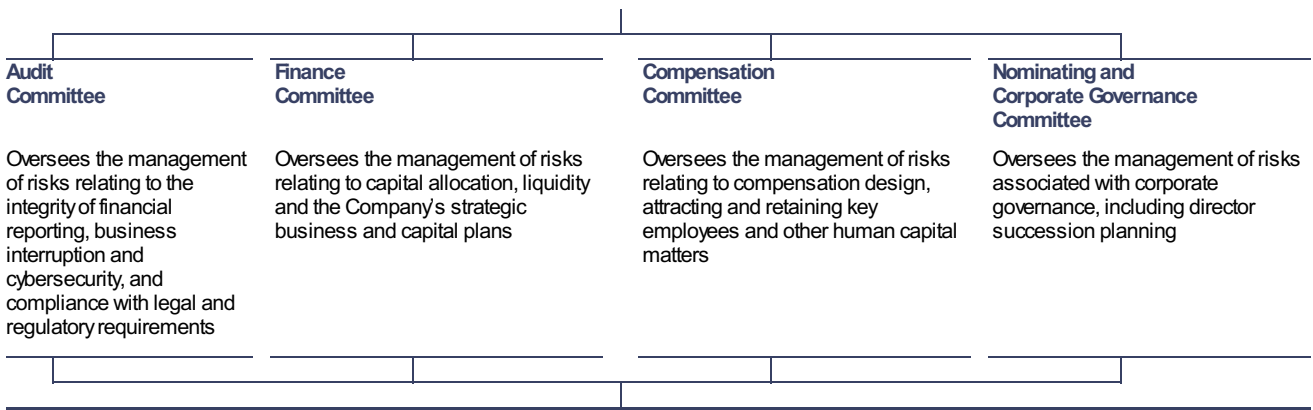 Audit
Committee
Oversees the management
of risks relating to the
integrity of financial
reporting, business
interruption and
cybersecurity, and
compliance with legal and
regulatory requirements
Finance
Committee
Oversees the management of risks
relating to capital allocation, liquidity
and the Company's strategic
business and capital plans
Compensation
Committee
Oversees the management of risks
relating to compensation design,
attracting and retaining key
employees and other human capital
matters
Nominating and
Corporate Governance
Committee
Oversees the management of risks
associated with corporate
governance, including director
succession planning